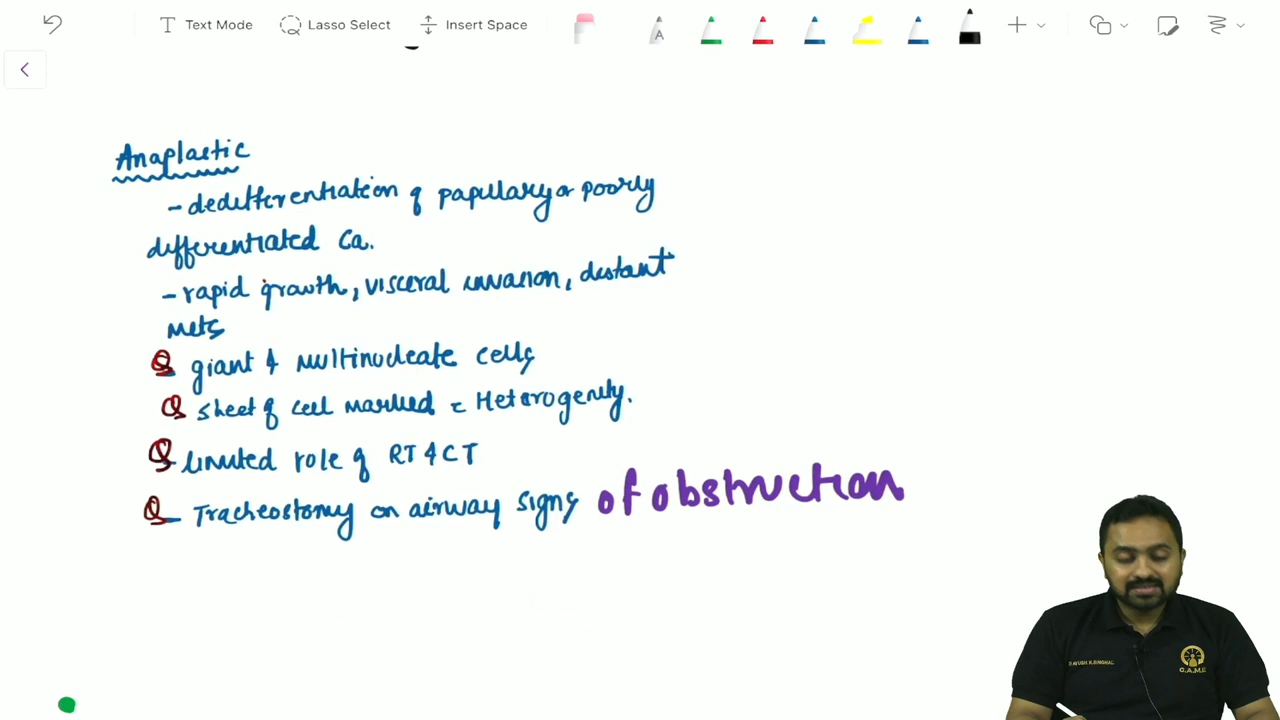 Text Mode Lasso Select Insert Space
A
Anaplastic
- dedifferentiation of papillary or poorly
differentiated Ca.
- rapid growth, visceral invasion, distant
mets
Q giant & multinucleate cells
Q sheet of cell marked = Heterogenity.
Q limited role of RT & CT
Q Tracheostomy on airway signs of obstruction
C.A.M.E